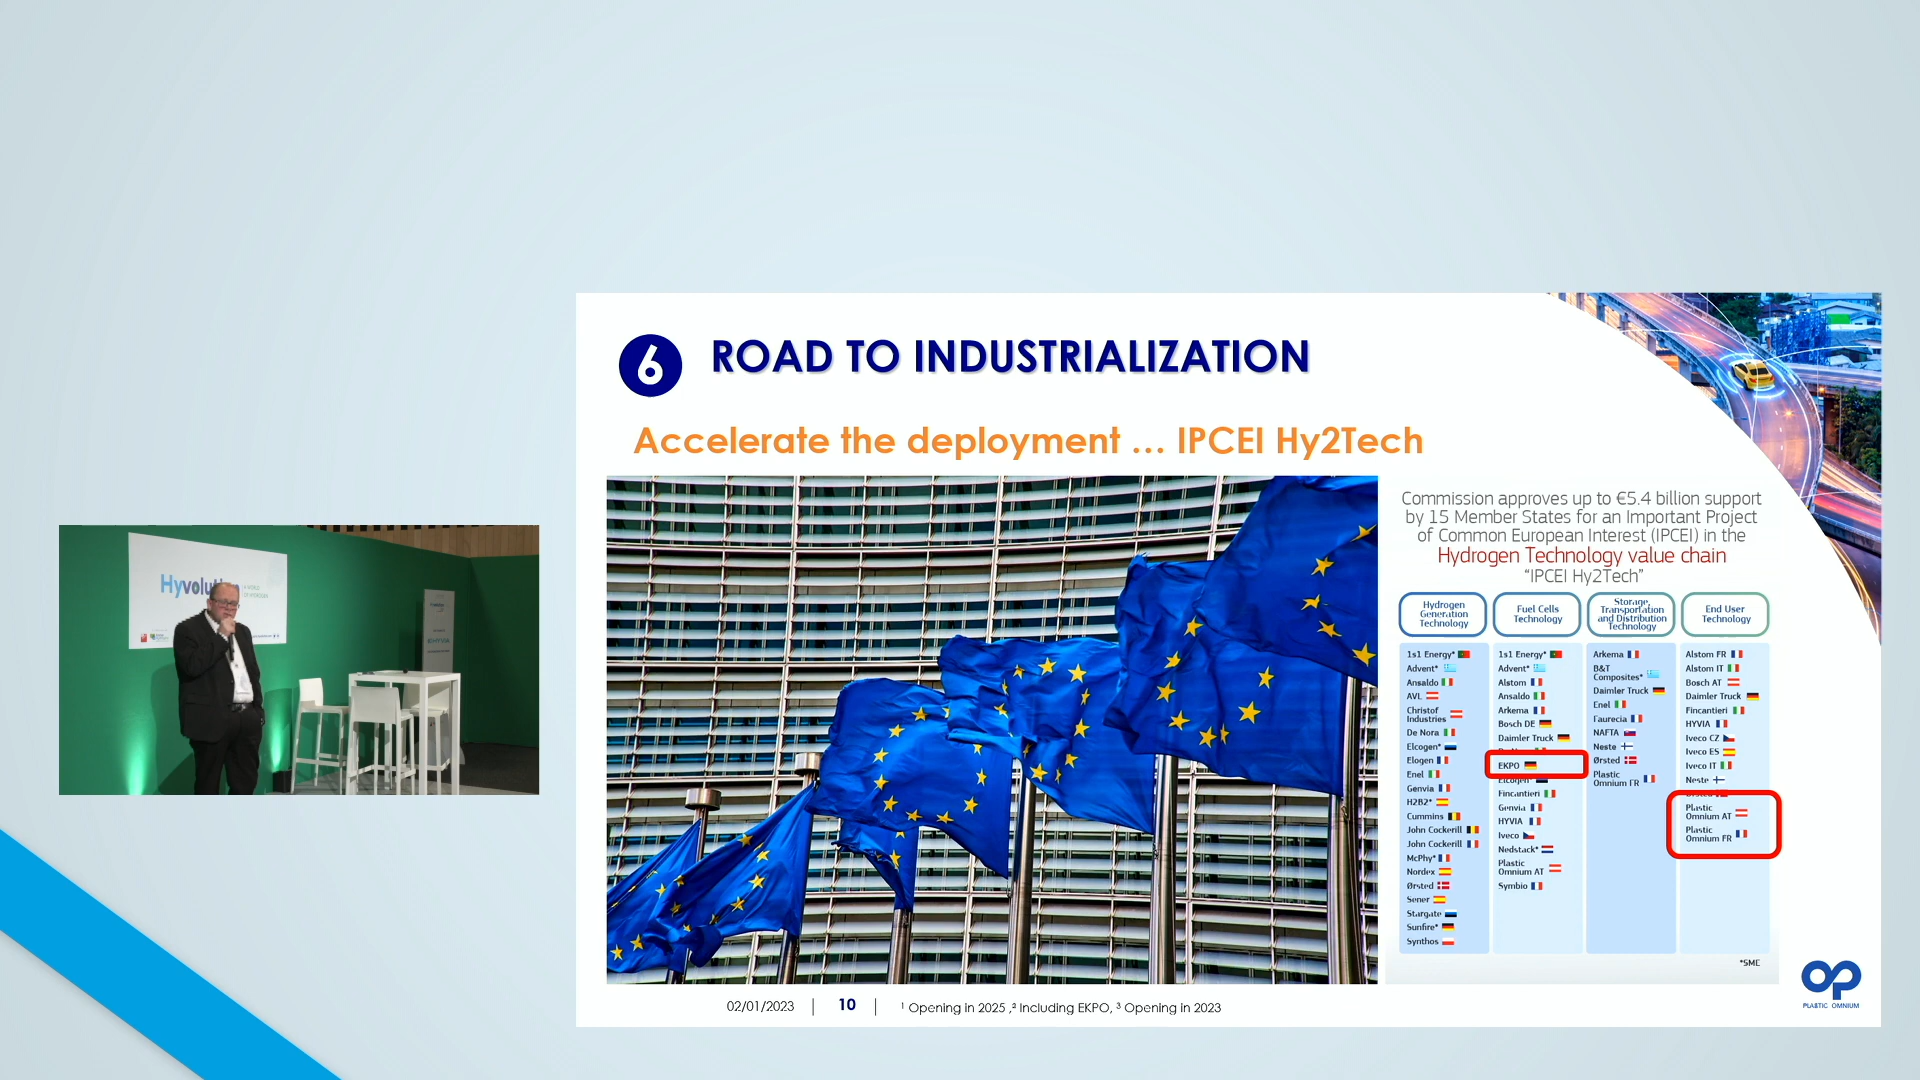 6 ROAD TO INDUSTRIALIZATION
Accelerate the deployment … IPCEI Hy2Tech
Commission approves up to €5.4 billion support
by 15 Member States for an Important Project
of Common European Interest (IPCEI) in the
Hydrogen Technology value chain
“IPCEI Hy2Tech”
Hydrogen
Generation
Technology
1s1 Energy*
Advent*
Ansaldo
AVL
Christof
Industries
De Nora
Elcogen*
Elogen
Enel
Genvia
H2B2*
Cummins
John Cockerill
John Cockerill
McPhy*
Nordex
Ørsted
Sener
Stargate
Sunfire*
Synthos
Fuel Cells
Technology
1s1 Energy*
Advent*
Alstom
Ansaldo
Arkema
Bosch DE
Daimler Truck
EKPO
Elcogen*
Fincantieri
Genvia
HYVIA
Iveco
Nedstack*
Plastic
Omnium AT
Symbio
Storage,
Transportation
and Distribution
Technology
Arkema
B&T
Composites*
Daimler Truck
Enel
Faurecia
NAFTA
Neste
Ørsted
Plastic
Omnium FR
End User
Technology
Alstom FR
Alstom IT
Bosch AT
Daimler Truck
Fincantieri
HYVIA
Iveco CZ
Iveco ES
Iveco IT
Neste
Ørsted
Plastic
Omnium AT
Plastic
Omnium FR
*SME
02/01/2023 | 10 | ¹ Opening in 2025 ,² Including EKPO, ³ Opening in 2023
PLASTIC OMNIUM
HYVIA